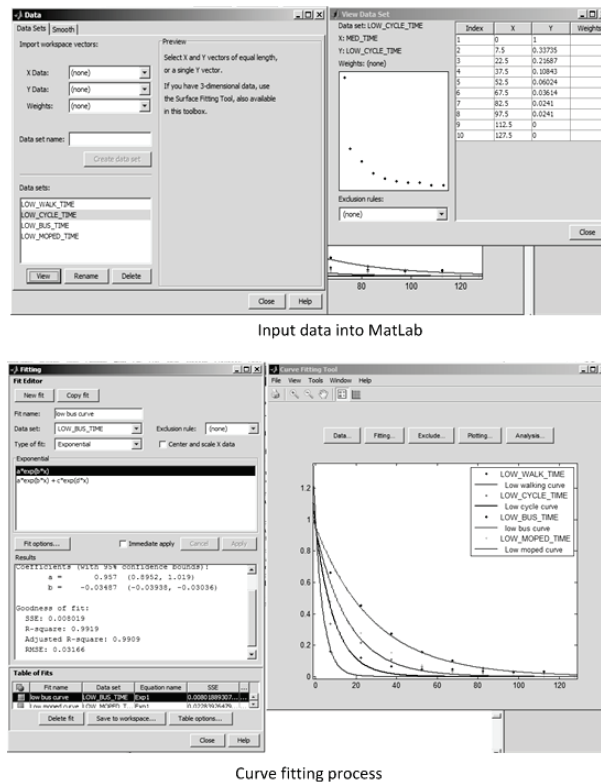 Data
Data Sets
Smooth
Import workspace vectors:
X Data:
(none)
Y Data:
(none)
Weights:
(none)
Data set name:
Create data set
Data sets:
LOW_WALK_TIME
LOW_CYCLE_TIME
LOW_BUS_TIME
LOW_MOPED_TIME
View
Rename
Delete
Preview
Select X and Y vectors of equal length,
or a single Y vector.
If you have 3-dimensional data, use
the Surface Fitting Tool, also available
in this toolbox.
Close
Help
View Data Set
Data set: LOW_CYCLE_TIME
X: MED_TIME
Y: LOW_CYCLE_TIME
Weights: (none)
Exclusion rules:
(none)
Index X Y Weights
1 0 1
2 7.5 0.33735
3 22.5 0.21687
4 37.5 0.10843
5 52.5 0.06024
6 67.5 0.03614
7 82.5 0.0241
8 97.5 0.0241
9 112.5 0
10 127.5 0
Close
80 100 120
Input data into MatLab
Fitting
Fit Editor
New fit
Copy fit
Fit name:
low bus curve
Data set:
LOW_BUS_TIME
Exclusion rule:
(none)
Type of fit:
Exponential
Center and scale X data
Exponential
a*exp(b*x)
a*exp(b*x) + c*exp(d*x)
Fit options...
Immediate apply
Cancel
Apply
Results
Coefficients (with 95% confidence bounds):
a = 0.957 (0.8952, 1.019)
b = -0.03487 (-0.03938, -0.03036)
Goodness of fit:
SSE: 0.008019
R-square: 0.9919
Adjusted R-square: 0.9909
RMSE: 0.03166
Table of Fits
Fit name Data set Equation name SSE ...
low bus curve LOW_BUS_TIME Exp1 0.00801889307...
Low moped curve LOW_MOPED_T... Exp1
Delete fit
Save to workspace...
Table options...
Close
Help
Curve Fitting Tool
File View Tools Window Help
Data...
Fitting...
Exclude...
Plotting...
Analysis...
LOW_WALK_TIME
Low walking curve
LOW_CYCLE_TIME
Low cycle curve
LOW_BUS_TIME
low bus curve
LOW_MOPED_TIME
Low moped curve
1.2
1
0.8
0.6
0.4
0.2
0
0 20 40 60 80 100 120
Curve fitting process